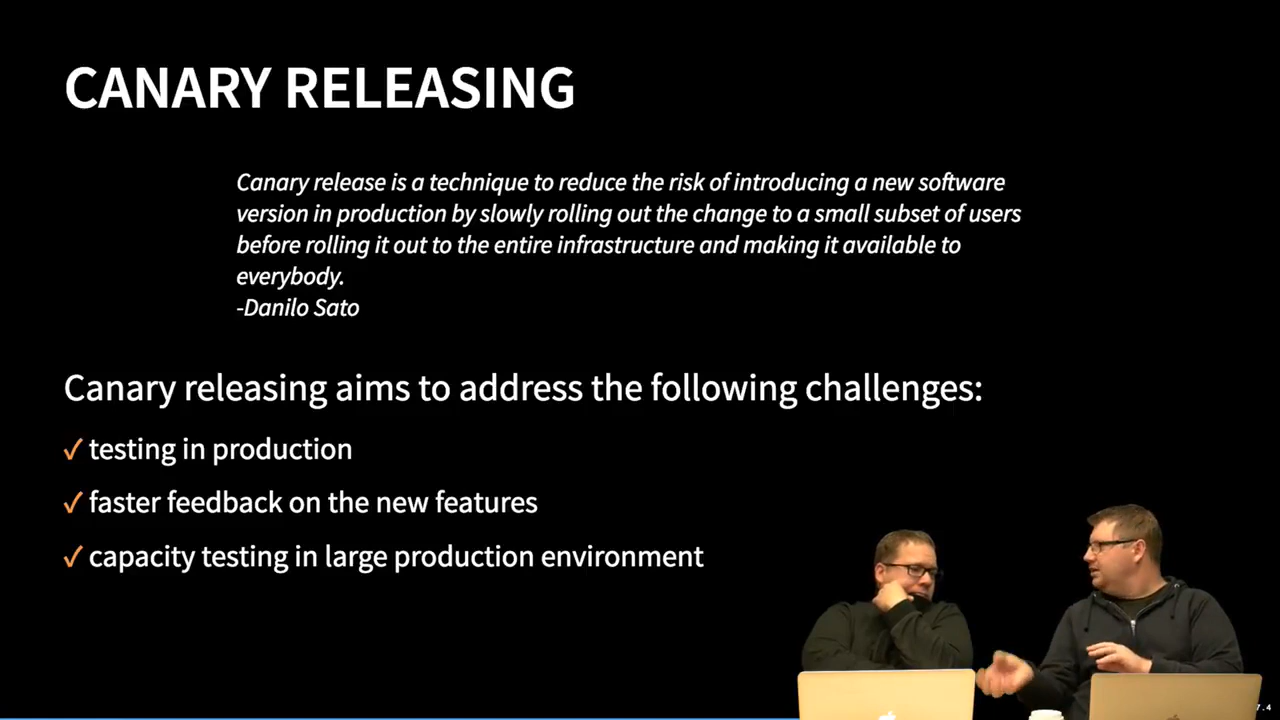 CANARY RELEASING
Canary release is a technique to reduce the risk of introducing a new software
version in production by slowly rolling out the change to a small subset of users
before rolling it out to the entire infrastructure and making it available to
everybody.
-Danilo Sato
Canary releasing aims to address the following challenges:
✓ testing in production
✓ faster feedback on the new features
✓ capacity testing in large production environment
7.4